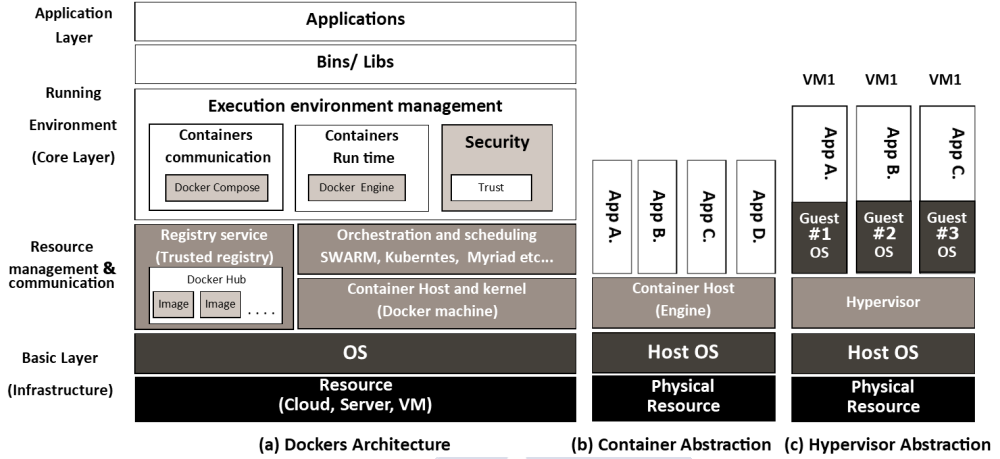 Application
Layer
Applications
Bins/ Libs
Running
Environment
(Core Layer)
Execution environment management
Containers
communication
Docker Compose
Containers
Run time
Docker Engine
Security
Trust
Resource
management &
communication
Registry service
(Trusted registry)
Docker Hub
Image
Image
. . . .
Orchestration and scheduling
SWARM, Kuberntes, Myriad etc...
Container Host and kernel
(Docker machine)
Basic Layer
(Infrastructure)
OS
Resource
(Cloud, Server, VM)
(a) Dockers Architecture
App A.
App B.
App C.
App D.
Container Host
(Engine)
Host OS
Physical
Resource
(b) Container Abstraction
VM1
VM1
VM1
App A.
App B.
App C.
Guest
#1
OS
Guest
#2
OS
Guest
#3
OS
Hypervisor
Host OS
Physical
Resource
(c) Hypervisor Abstraction